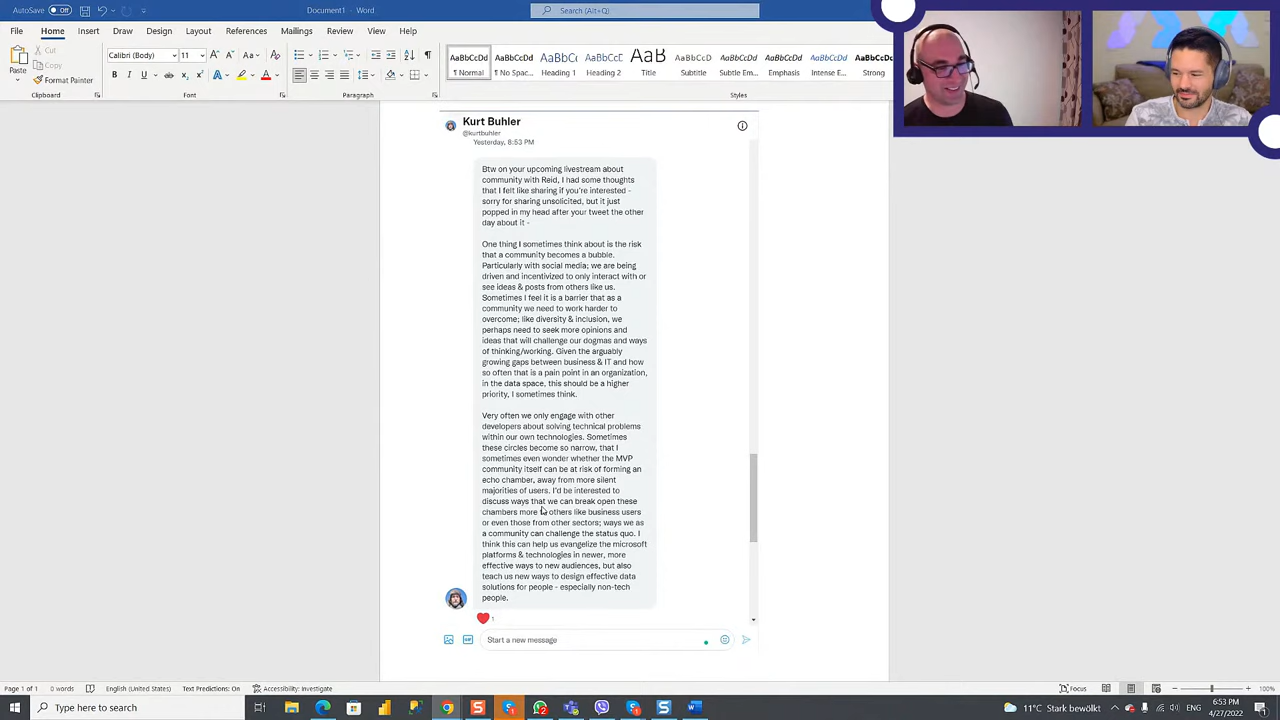 AutoSave
Off
Document1 - Word
Search (Alt+Q)
File
Home
Insert
Draw
Design
Layout
References
Mailings
Review
View
Help
Paste
Cut
Copy
Format Painter
Clipboard
Calibri (Body)
11
Font
Paragraph
AaBbCcDd
¶ Normal
AaBbCcDd
¶ No Spac...
AaBbC(
Heading 1
AaBbCcD
Heading 2
AaB
Title
AaBbCcD
Subtitle
AaBbCcDd
Subtle Em...
AaBbCcDd
Emphasis
AaBbCcDd
Intense E...
AaBbCcDd
Strong
Styles
Kurt Buhler
@kurtbuhler
Yesterday, 8:53 PM
Btw on your upcoming livestream about
community with Reid, I had some thoughts
that I felt like sharing if you're interested -
sorry for sharing unsolicited, but it just
popped in my head after your tweet the other
day about it -
One thing I sometimes think about is the risk
that a community becomes a bubble.
Particularly with social media; we are being
driven and incentivized to only interact with or
see ideas & posts from others like us.
Sometimes I feel it is a barrier that as a
community we need to work harder to
overcome; like diversity & inclusion, we
perhaps need to seek more opinions and
ideas that will challenge our dogmas and ways
of thinking/working. Given the arguably
growing gaps between business & IT and how
so often that is a pain point in an organization,
in the data space, this should be a higher
priority, I sometimes think.
Very often we only engage with other
developers about solving technical problems
within our own technologies. Sometimes
these circles become so narrow, that I
sometimes even wonder whether the MVP
community itself can be at risk of forming an
echo chamber, away from more silent
majorities of users. I'd be interested to
discuss ways that we can break open these
chambers more to others like business users
or even those from other sectors; ways we as
a community can challenge the status quo. I
think this can help us evangelize the microsoft
platforms & technologies in newer, more
effective ways to new audiences, but also
teach us new ways to design effective data
solutions for people - especially non-tech
people.
1
GIF
Start a new message
Page 1 of 1
0 words
English (United States)
Text Predictions: On
Accessibility: Investigate
Focus
100%
Type here to search
11°C Stark bewölkt
ENG
6:53 PM
4/27/2022